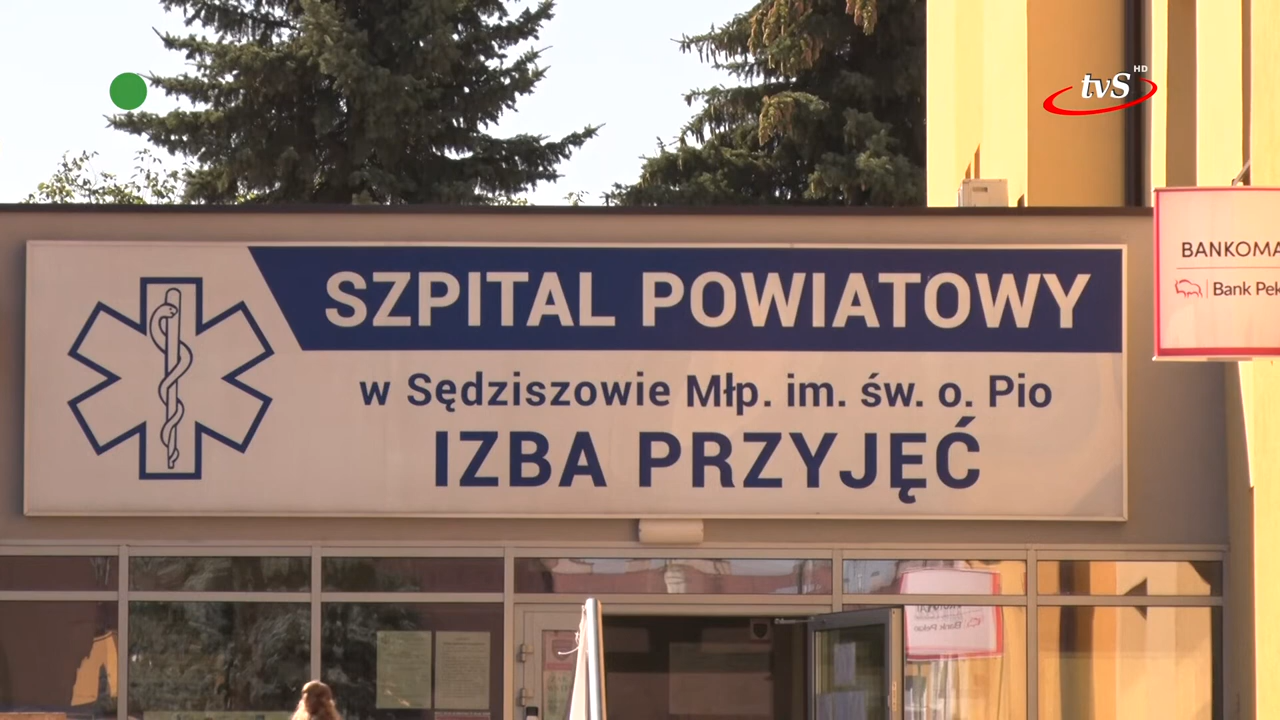 tvS HD
SZPITAL POWIATOWY
w Sędziszowie Młp. im. św. o. Pio
IZBA PRZYJĘĆ
BANKOMA
Bank Pek